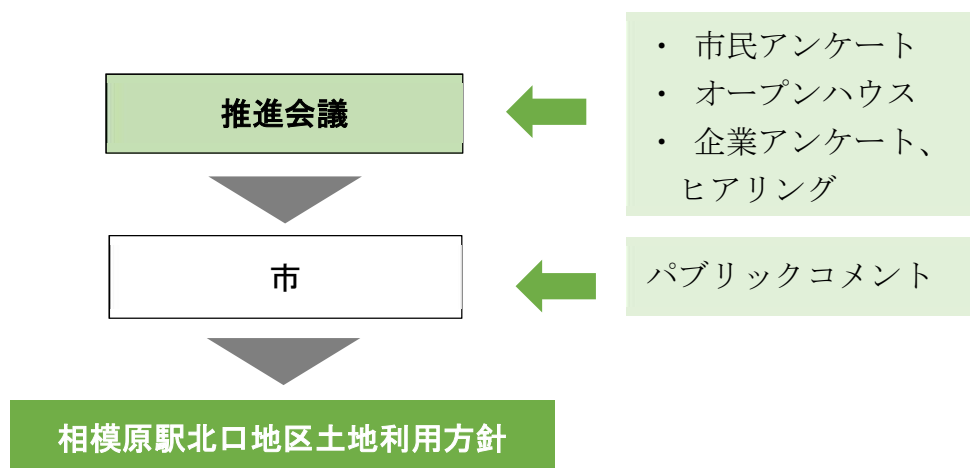 ・ 市民アンケート
・ オープンハウス
・ 企業アンケート、
ヒアリング
推進会議
市
パブリックコメント
相模原駅北口地区土地利用方針